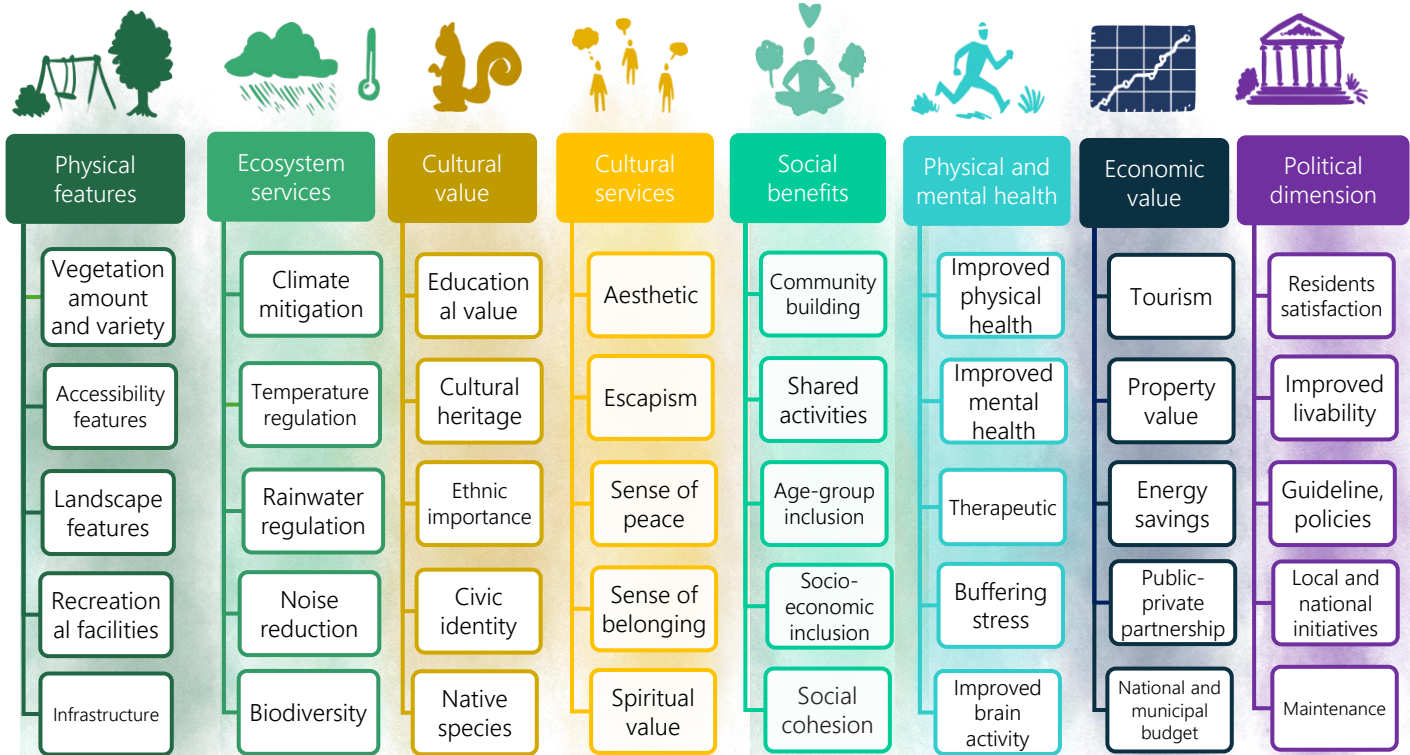 Physical
features
Vegetation
amount
and variety
Accessibility
features
Landscape
features
Recreation
al facilities
Infrastructure
Ecosystem
services
Climate
mitigation
Temperature
regulation
Rainwater
regulation
Noise
reduction
Biodiversity
Cultural
value
Education
al value
Cultural
heritage
Ethnic
importance
Civic
identity
Native
species
Cultural
services
Aesthetic
Escapism
Sense of
peace
Sense of
belonging
Spiritual
value
Social
benefits
Community
building
Shared
activities
Age-group
inclusion
Socio-
economic
inclusion
Social
cohesion
Physical and
mental health
Improved
physical
health
Improved
mental
health
Therapeutic
Buffering
stress
Improved
brain
activity
Economic
value
Tourism
Property
value
Energy
savings
Public-
private
partnership
National and
municipal
budget
Political
dimension
Residents
satisfaction
Improved
livability
Guideline,
policies
Local and
national
initiatives
Maintenance